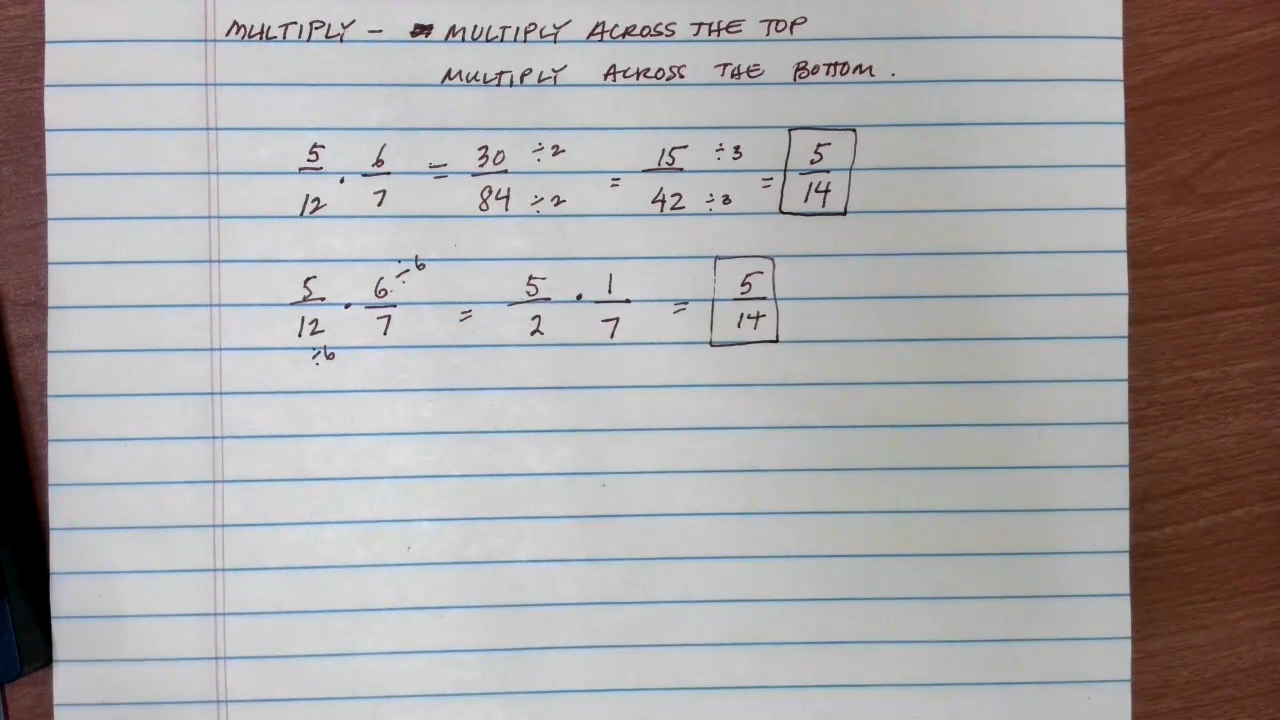 MULTIPLY - MULTIPLY ACROSS THE TOP
MULTIPLY ACROSS THE BOTTOM.
5/12 · 6/7 = 30/84 ÷2/÷2 = 15/42 ÷3/÷3 = 5/14
5/12 ÷6 · 6/7 ÷6 = 5/2 · 1/7 = 5/14